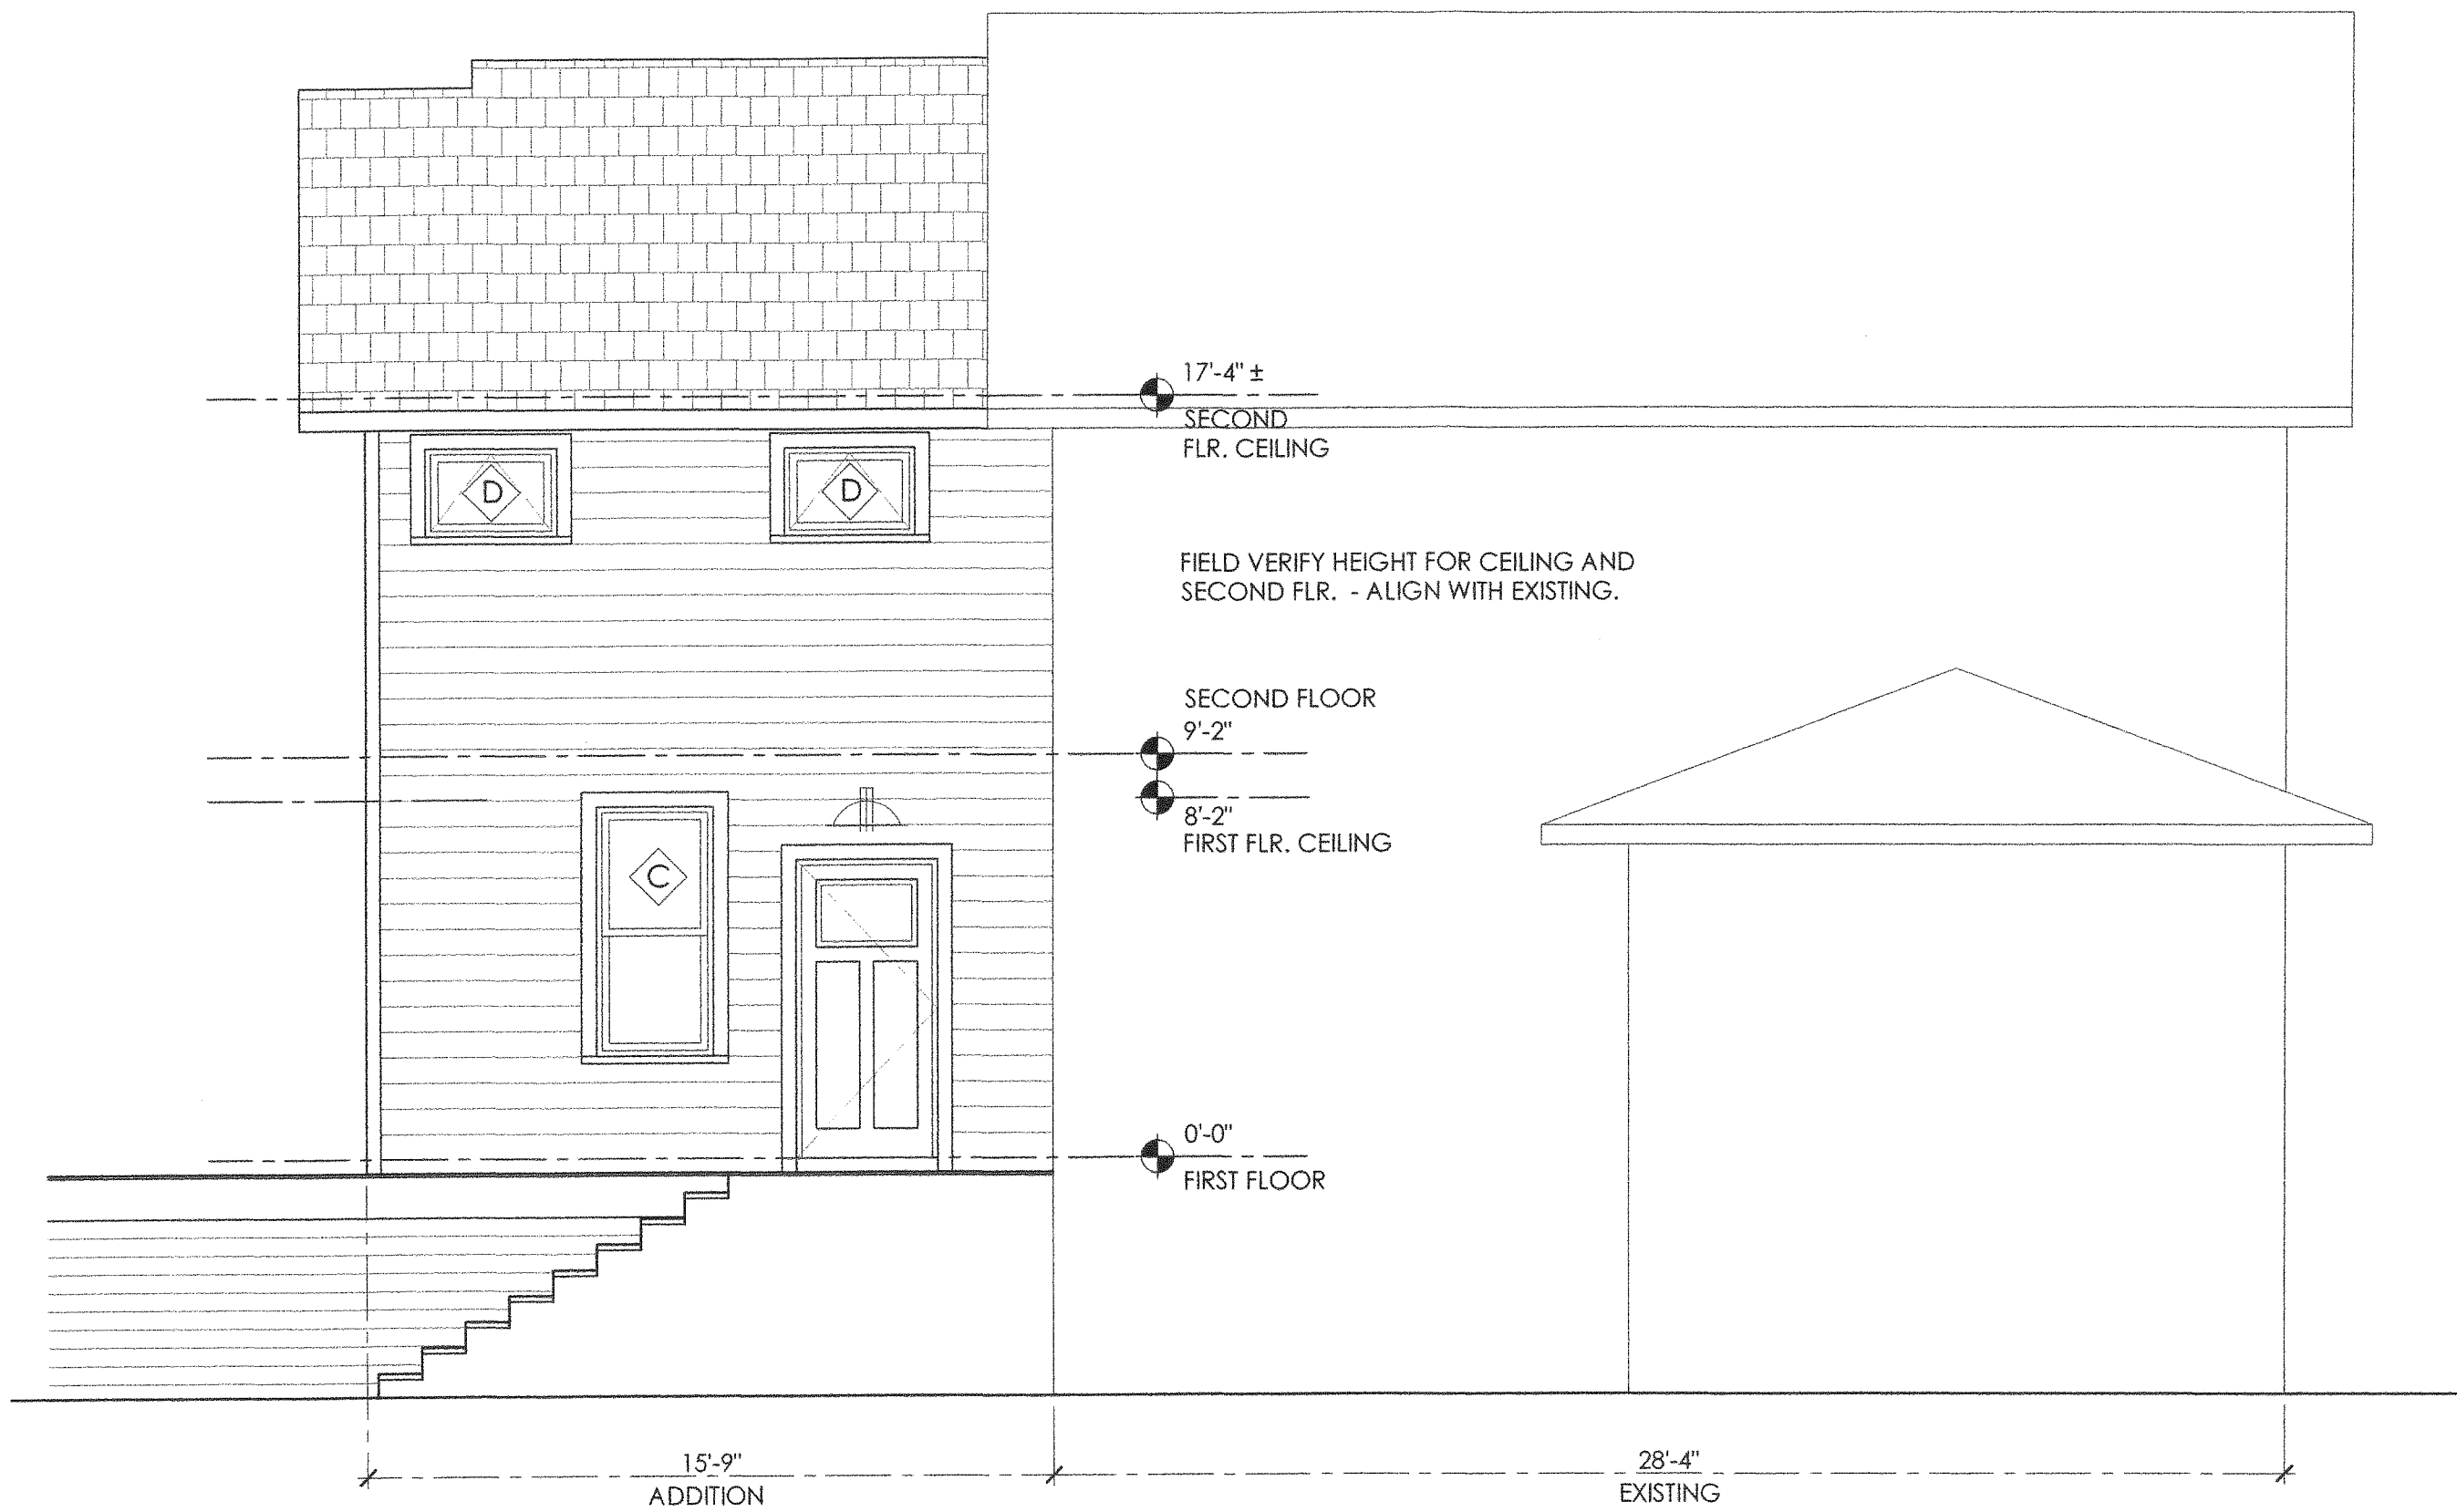 17'-4" ±
SECOND
FLR. CEILING
D
D
FIELD VERIFY HEIGHT FOR CEILING AND
SECOND FLR. - ALIGN WITH EXISTING.
SECOND FLOOR
9'-2"
8'-2"
FIRST FLR. CEILING
C
0'-0"
FIRST FLOOR
15'-9"
ADDITION
28'-4"
EXISTING